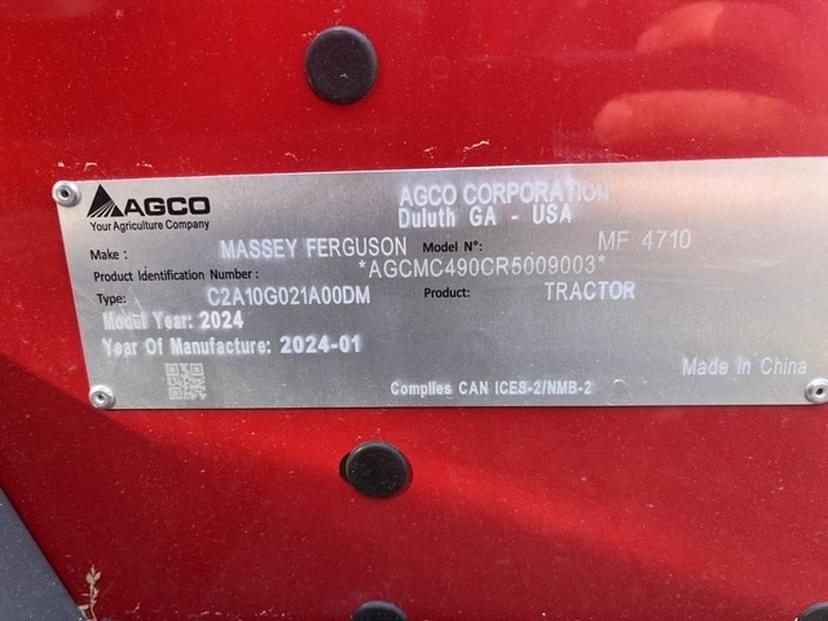 AGCO
Your Agriculture Company
AGCO CORPORATION
Duluth GA - USA
Make : MASSEY FERGUSON Model Nº: MF 4710
Product Identification Number : *AGCMC490CR5009003*
Type: C2A10G021A00DM Product: TRACTOR
Model Year: 2024
Year Of Manufacture: 2024-01
Made In China
Complies CAN ICES-2/NMB-2